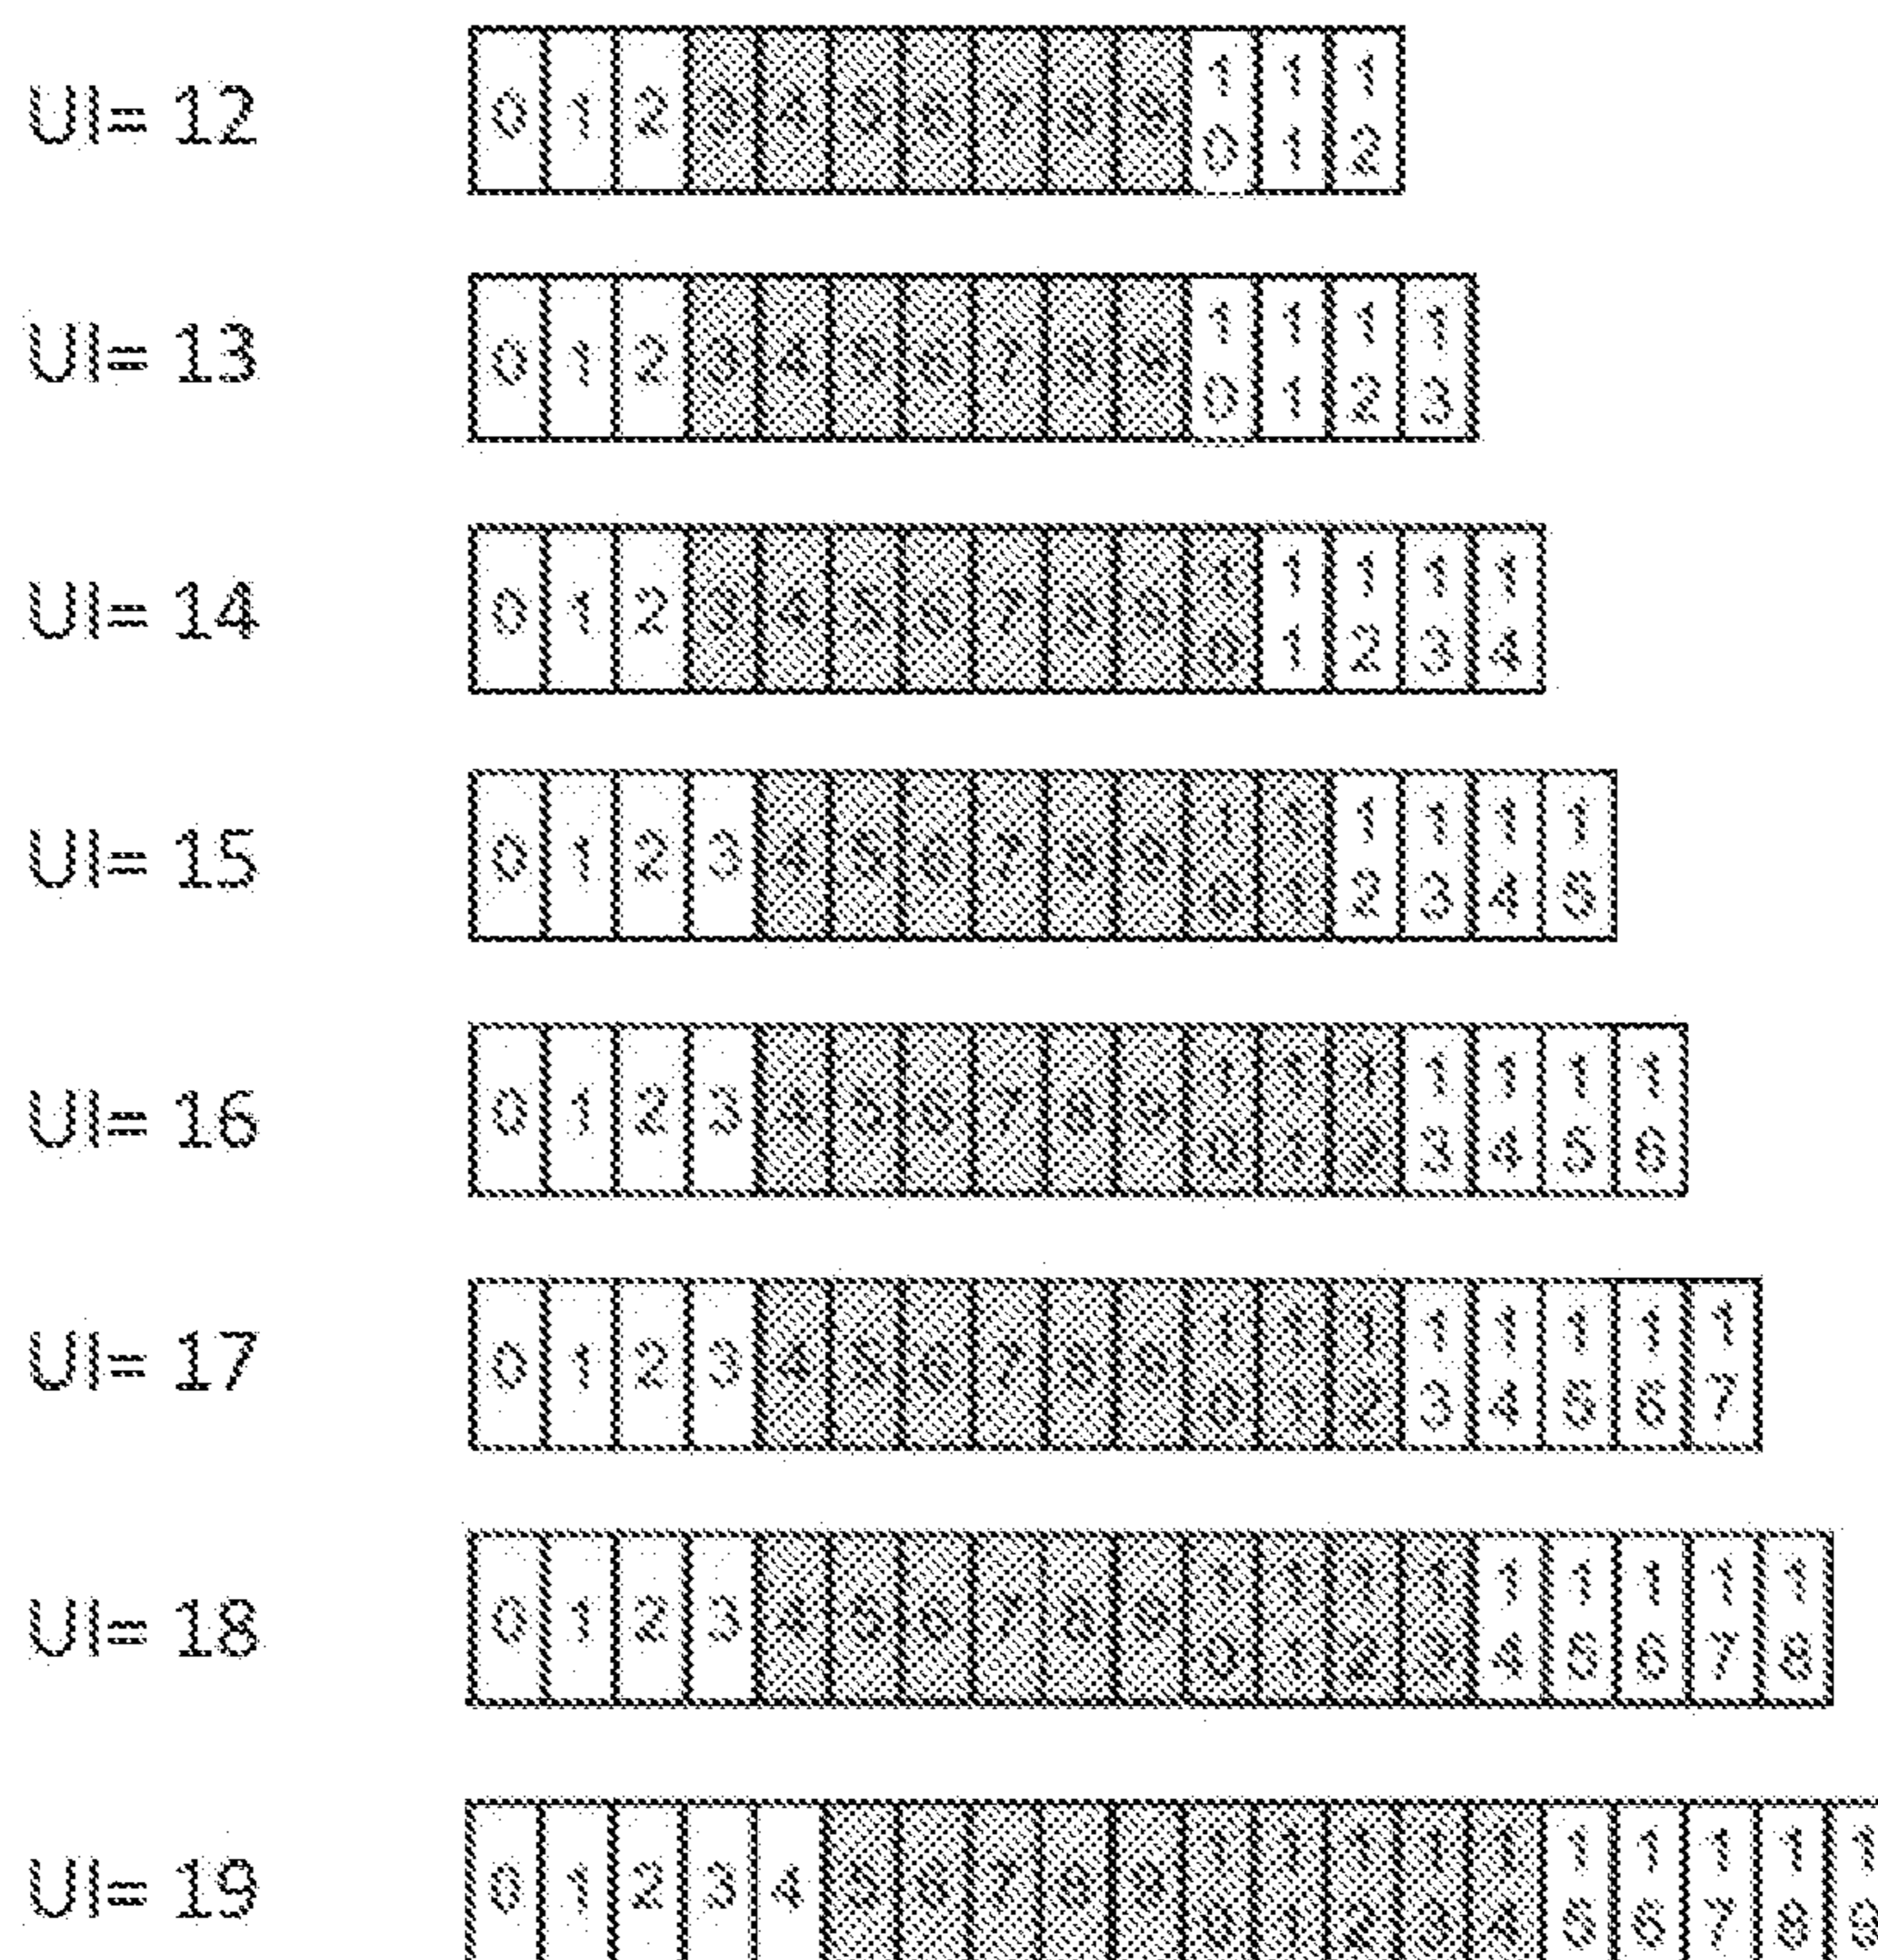 UI= 12 0 1 2 3 4 5 6 7 8 9 10 11 12
UI= 13 0 1 2 3 4 5 6 7 8 9 10 11 12 13
UI= 14 0 1 2 3 4 5 6 7 8 9 10 11 12 13 14
UI= 15 0 1 2 3 4 5 6 7 8 9 10 11 12 13 14 15
UI= 16 0 1 2 3 4 5 6 7 8 9 10 11 12 13 14 15 16
UI= 17 0 1 2 3 4 5 6 7 8 9 10 11 12 13 14 15 16 17
UI= 18 0 1 2 3 4 5 6 7 8 9 10 11 12 13 14 15 16 17 18
UI= 19 0 1 2 3 4 5 6 7 8 9 10 11 12 13 14 15 16 17 18 19